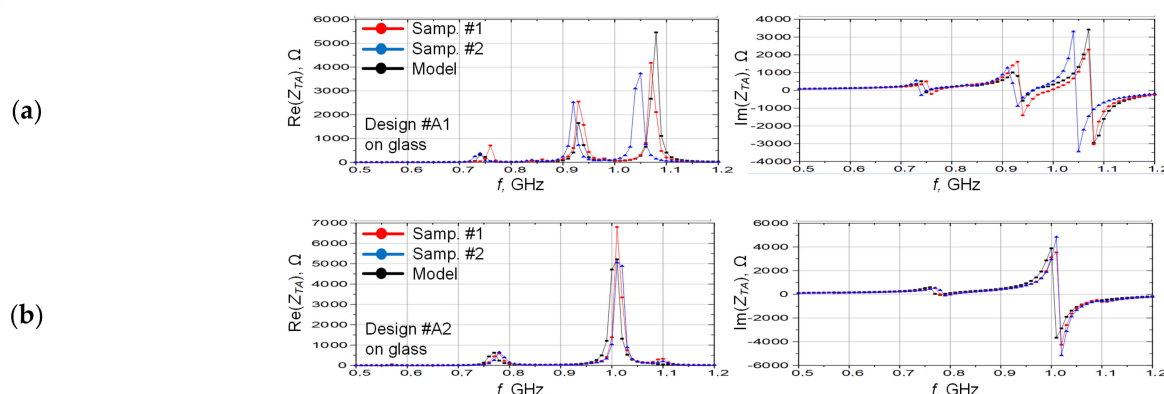 (a)
Re(Z_TA), Ω
6000
5000
4000
3000
2000
1000
0
Samp. #1
Samp. #2
Model
Design #A1
on glass
0.5 0.6 0.7 0.8 0.9 1.0 1.1 1.2
f, GHz
Im(Z_TA), Ω
4000
3000
2000
1000
0
-1000
-2000
-3000
-4000
0.5 0.6 0.7 0.8 0.9 1.0 1.1 1.2
f, GHz
(b)
Re(Z_TA), Ω
7000
6000
5000
4000
3000
2000
1000
0
Samp. #1
Samp. #2
Model
Design #A2
on glass
0.5 0.6 0.7 0.8 0.9 1.0 1.1 1.2
f, GHz
Im(Z_TA), Ω
6000
4000
2000
0
-2000
-4000
-6000
0.5 0.6 0.7 0.8 0.9 1.0 1.1 1.2
f, GHz